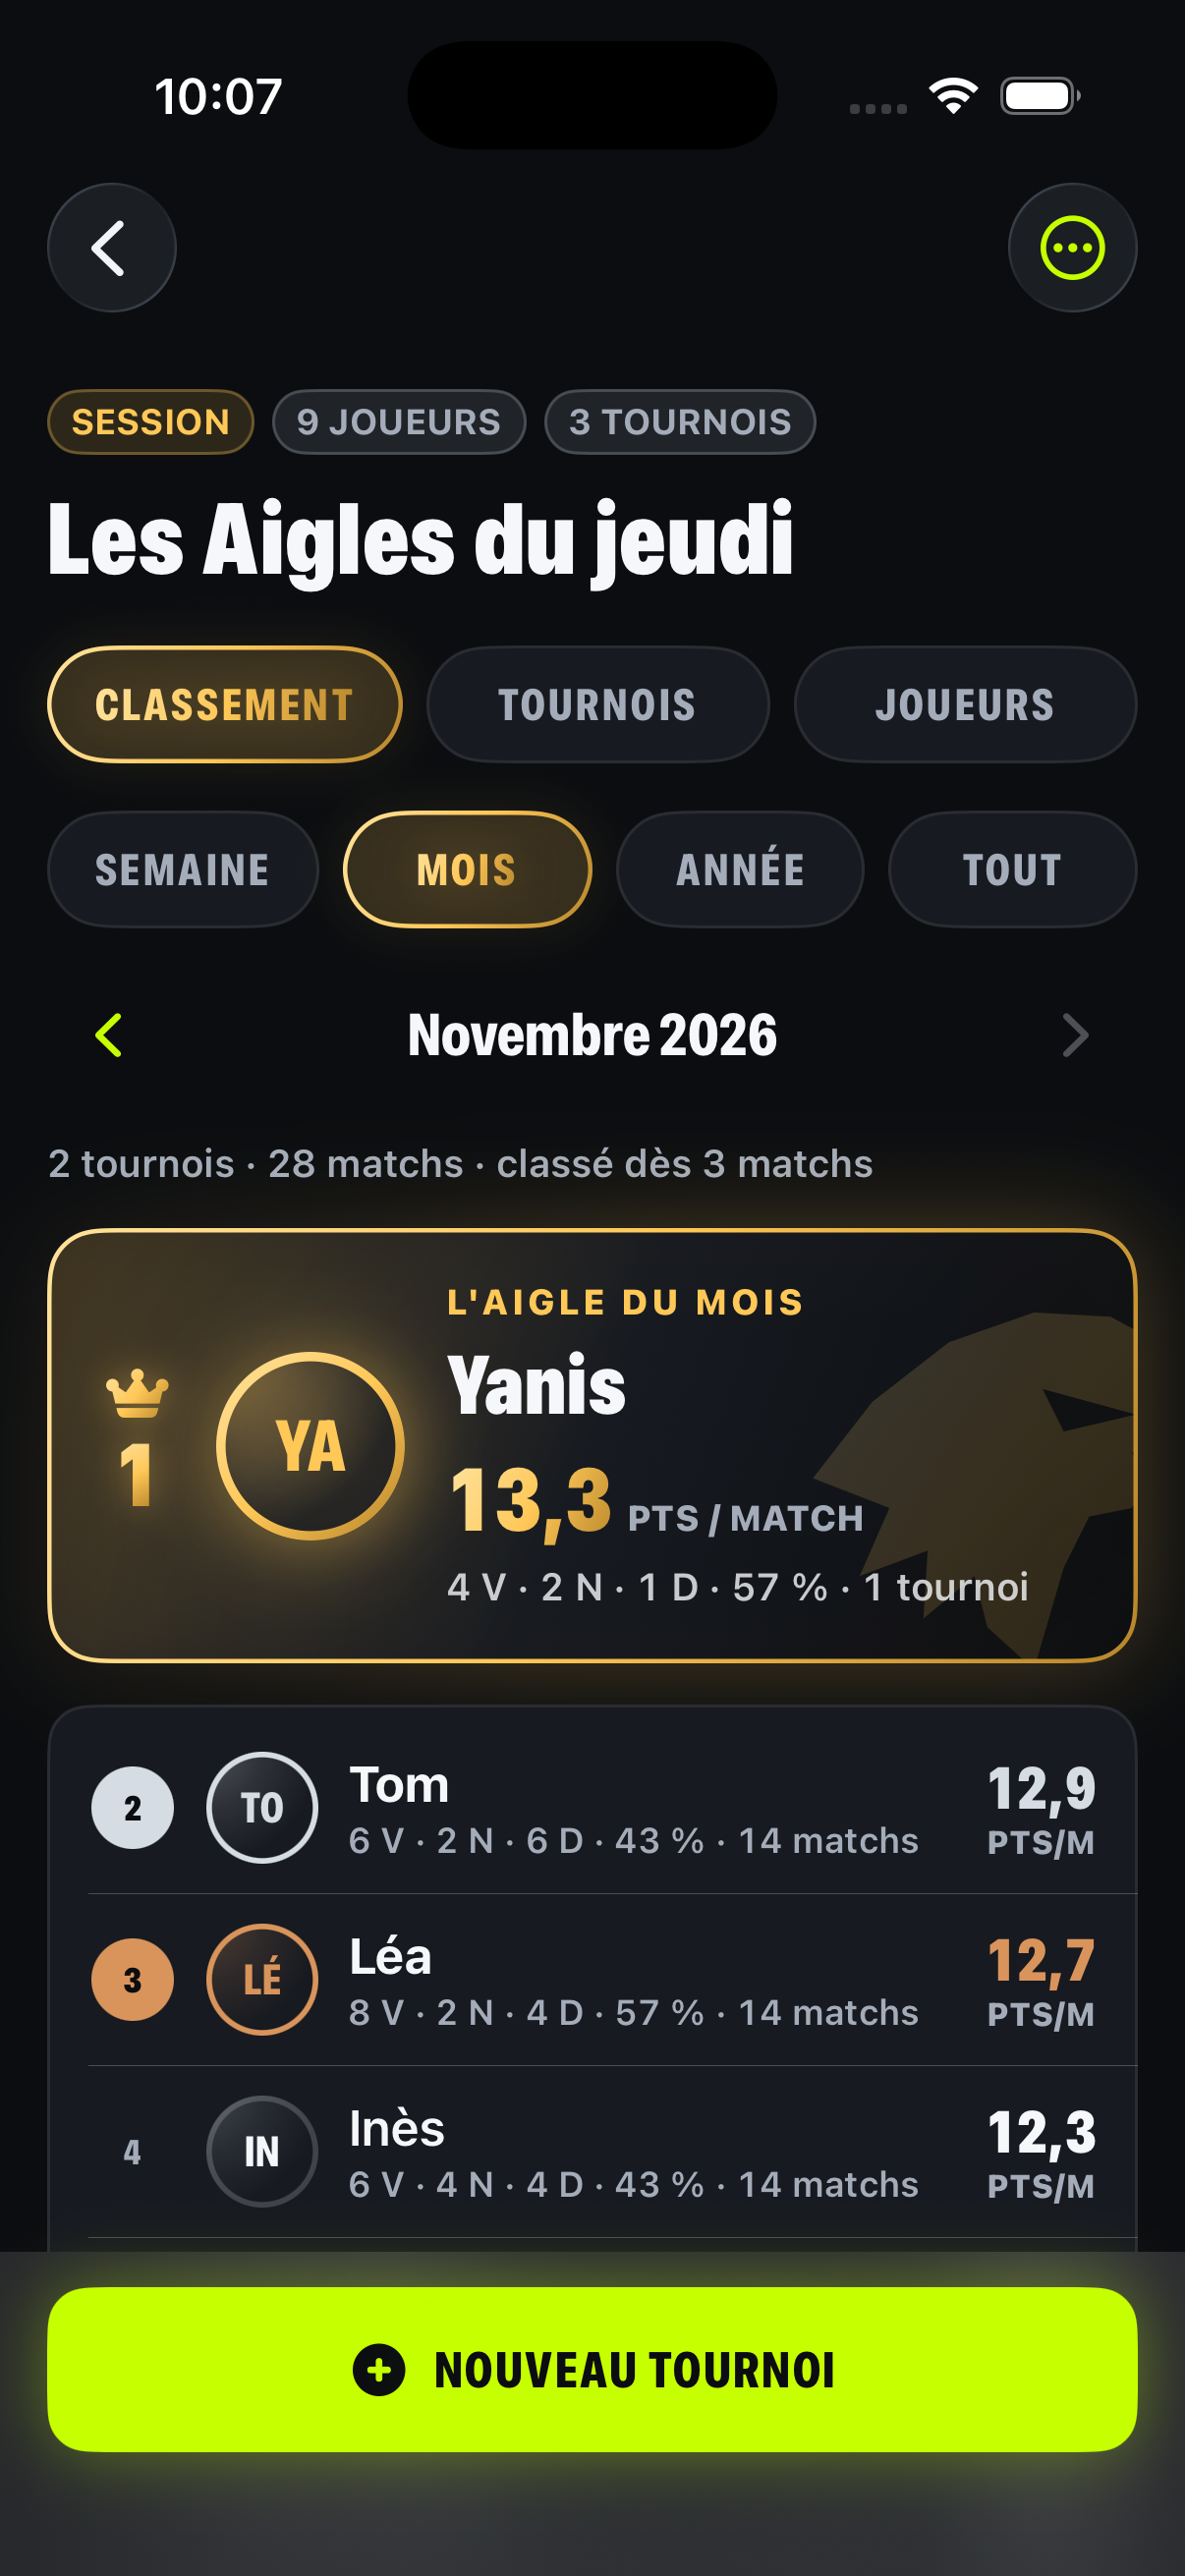 10:07
SESSION 9 JOUEURS 3 TOURNOIS
Les Aigles du jeudi
CLASSEMENT TOURNOIS JOUEURS
SEMAINE MOIS ANNÉE TOUT
Novembre 2026
2 tournois · 28 matchs · classé dès 3 matchs
L'AIGLE DU MOIS
1 YA Yanis
13,3 PTS / MATCH
4 V · 2 N · 1 D · 57 % · 1 tournoi
2 TO Tom 12,9
6 V · 2 N · 6 D · 43 % · 14 matchs PTS/M
3 LÉ Léa 12,7
8 V · 2 N · 4 D · 57 % · 14 matchs PTS/M
4 IN Inès 12,3
6 V · 4 N · 4 D · 43 % · 14 matchs PTS/M
NOUVEAU TOURNOI